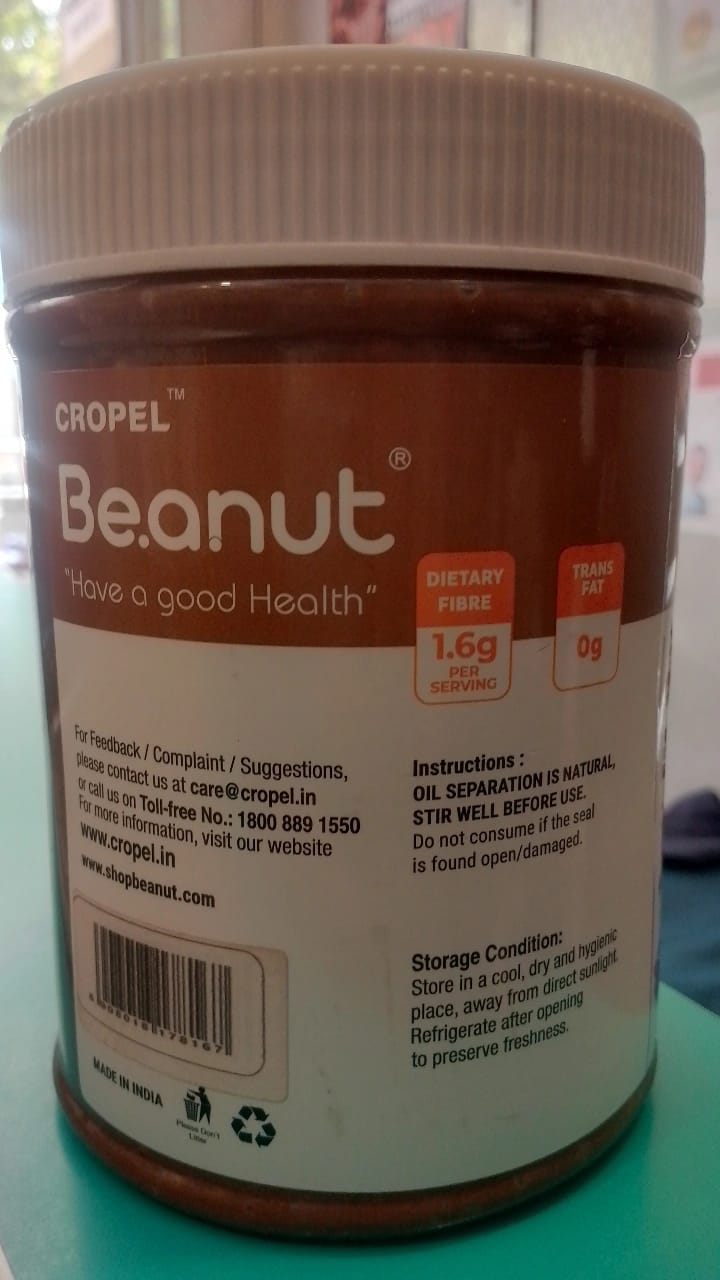 CROPEL™
Be.a.nut®
"Have a good Health"
DIETARY
FIBRE
1.6g
PER
SERVING
TRANS
FAT
0g
For Feedback / Complaint / Suggestions,
please contact us at care@cropel.in
or call us on Toll-free No.: 1800 889 1550
For more information, visit our website
www.cropel.in
www.shopbeanut.com
Instructions :
OIL SEPARATION IS NATURAL,
STIR WELL BEFORE USE.
Do not consume if the seal
is found open/damaged.
Storage Condition:
Store in a cool, dry and hygienic
place, away from direct sunlight.
Refrigerate after opening
to preserve freshness.
MADE IN INDIA
Please Don't
Litter